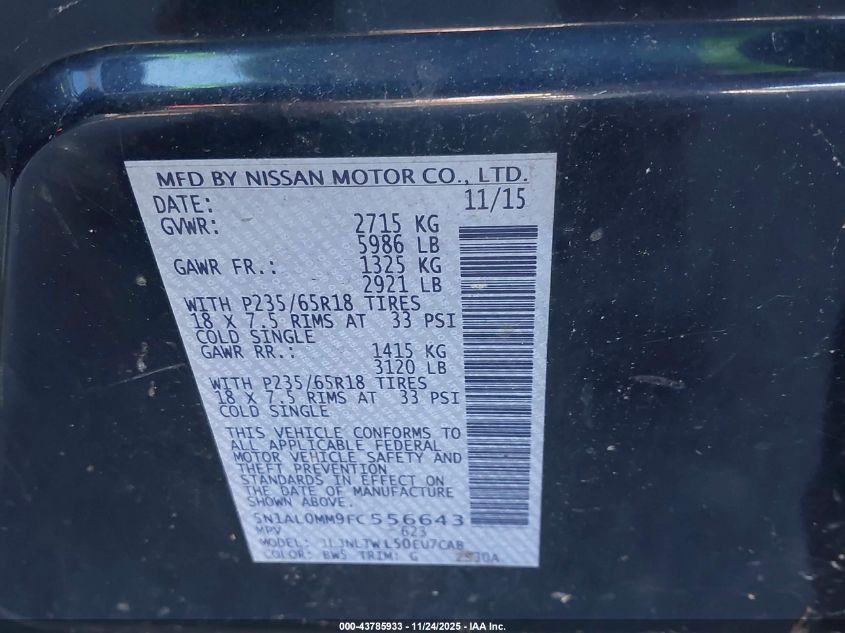 MFD BY NISSAN MOTOR CO., LTD.
DATE: 11/15
GVWR: 2715 KG
5986 LB
GAWR FR.: 1325 KG
2921 LB
WITH P235/65R18 TIRES
18 X 7.5 RIMS AT 33 PSI
COLD SINGLE
GAWR RR.: 1415 KG
3120 LB
WITH P235/65R18 TIRES
18 X 7.5 RIMS AT 33 PSI
COLD SINGLE
THIS VEHICLE CONFORMS TO
ALL APPLICABLE FEDERAL
MOTOR VEHICLE SAFETY AND
THEFT PREVENTION
STANDARDS IN EFFECT ON
THE DATE OF MANUFACTURE
SHOWN ABOVE.
5N1AL0MM9FC556643
MPV 623
MODEL:
COLOR: BW5 TRIM: G
000-43785933 - 11/24/2025 - IAA Inc.